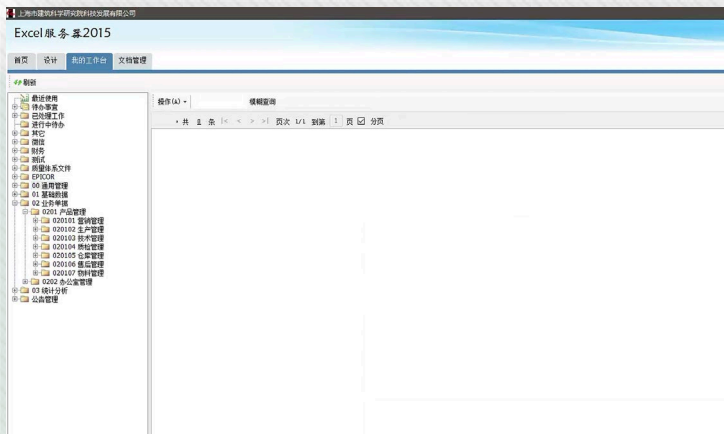 上海市建筑科学研究院科技发展有限公司
Excel服务器2015
首页 设计 我的工作台 文档管理
刷新
最近使用
待办事宜
已处理工作
进行中待办
其它
微信
财务
测试
质量体系文件
EPICOR
00 通用管理
01 基础数据
02 业务单据
0201 产品管理
020101 营销管理
020102 生产管理
020103 技术管理
020104 质检管理
020105 仓库管理
020106 售后管理
020107 物料管理
0202 办公室管理
03 统计分析
公告管理
操作(A) 模糊查询
共 0 条 |< < > >| 页次 1/1 到第 1 页 分页